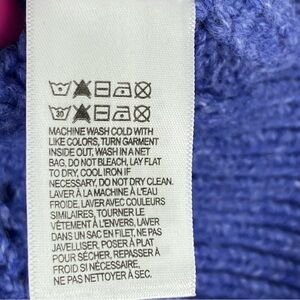 30
MACHINE WASH COLD WITH
LIKE COLORS, TURN GARMENT
INSIDE OUT, WASH IN A NET
BAG, DO NOT BLEACH, LAY FLAT
TO DRY, COOL IRON IF
NECESSARY, DO NOT DRY CLEAN.
LAVER À LA MACHINE À L'EAU
FROIDE, LAVER AVEC COULEURS
SIMILAIRES, TOURNER LE
VÊTEMENT À L'ENVERS, LAVER
DANS UN SAC EN FILET, NE PAS
JAVELLISER, POSER À PLAT
POUR SÉCHER, REPASSER À
FROID SI NÉCESSAIRE,
NE PAS NETTOYER À SEC.